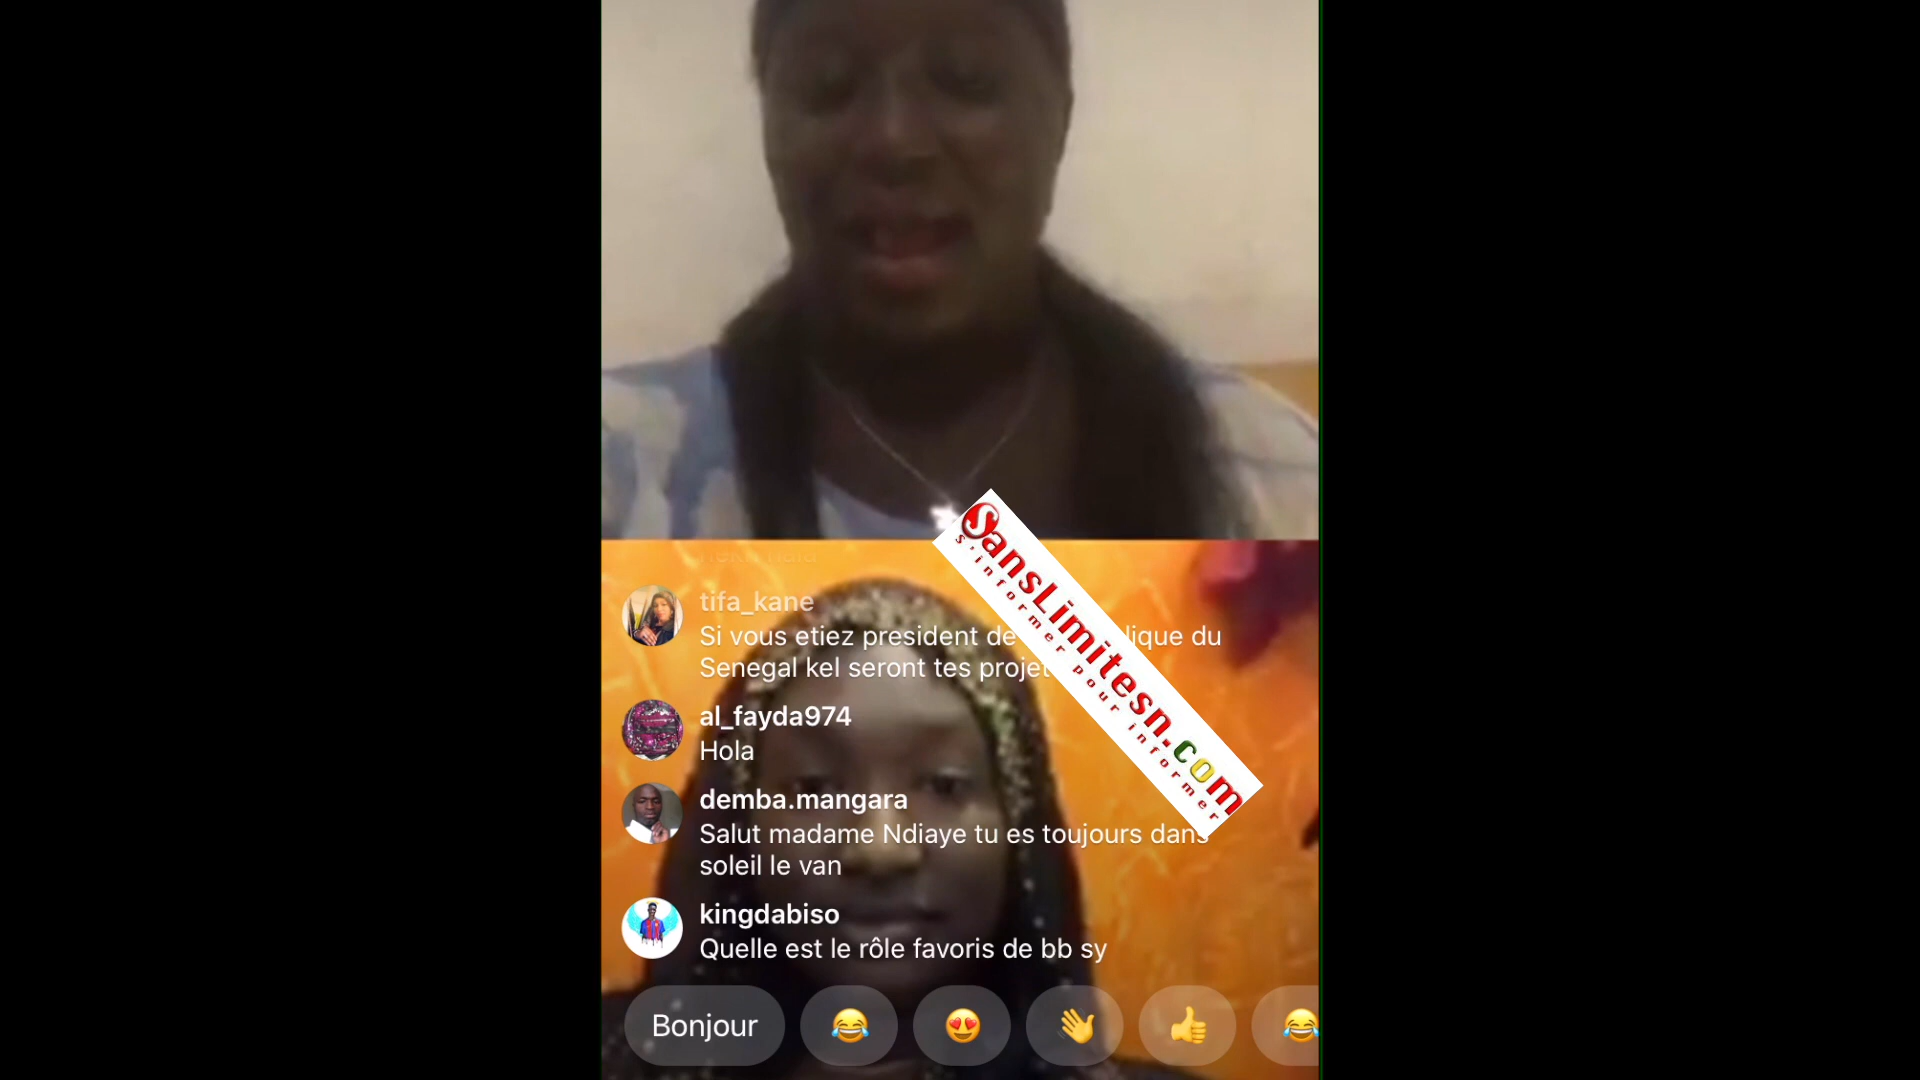 tifa_kane
Si vous etiez president de lique du
Senegal kel seront tes projet
al_fayda974
Hola
demba.mangara
Salut madame Ndiaye tu es toujours dans
soleil le van
kingdabiso
Quelle est le rôle favoris de bb sy
Bonjour
SansLimitesn.com
S'informer pour informer